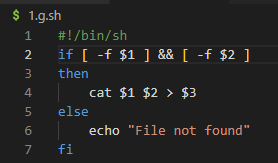 $ 1.g.sh
1 #!/bin/sh
2 if [ -f $1 ] && [ -f $2 ]
3 then
4     cat $1 $2 > $3
5 else
6     echo "File not found"
7 fi